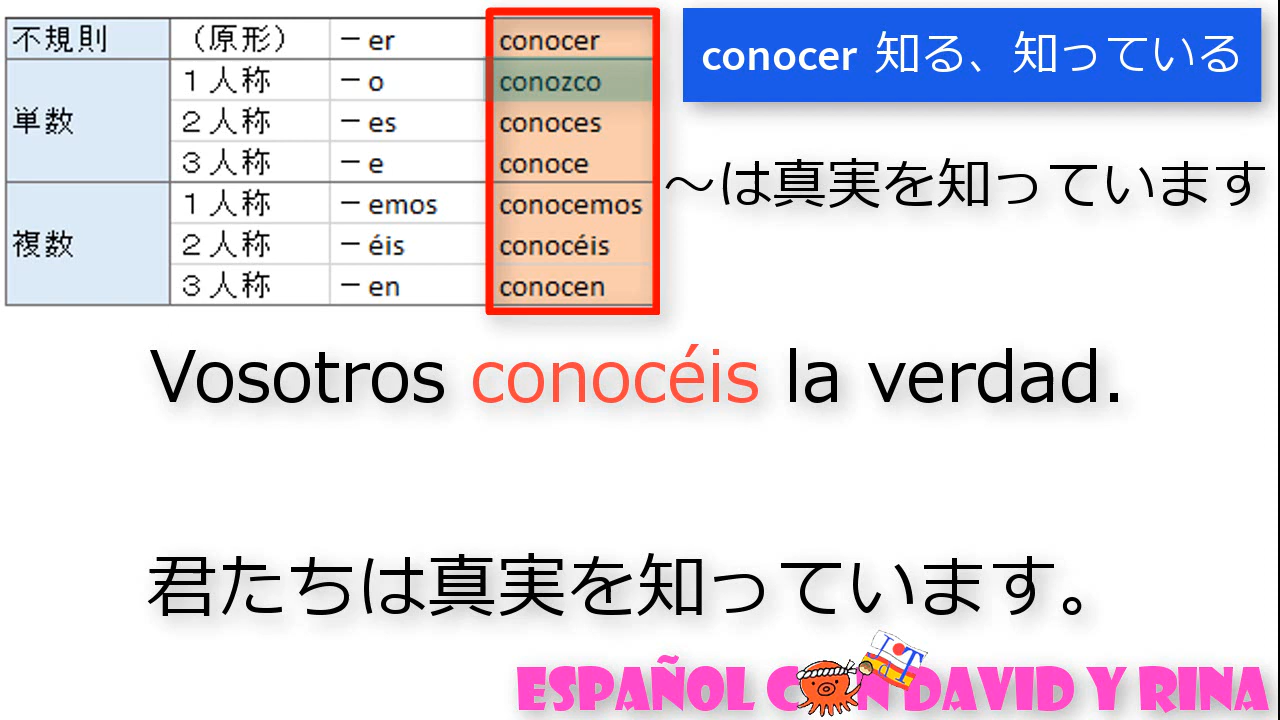 不規則 （原形） － er conocer
単数 １人称 － o conozco
２人称 － es conoces
３人称 － e conoce
複数 １人称 － emos conocemos
２人称 － éis conocéis
３人称 － en conocen
conocer 知る、知っている
～は真実を知っています
Vosotros conocéis la verdad.
君たちは真実を知っています。
ESPAÑOL CON DAVID Y RINA